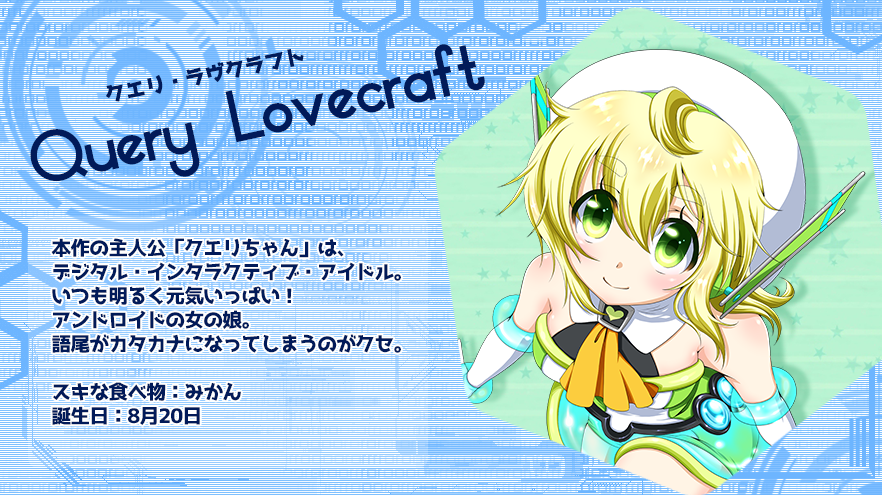 クエリ・ラヴクラフト
Query Lovecraft
本作の主人公「クエリちゃん」は、
デジタル・インタラクティブ・アイドル。
いつも明るく元気いっぱい！
アンドロイドの女の娘。
語尾がカタカナになってしまうのがクセ。
スキな食べ物：みかん
誕生日：8月20日